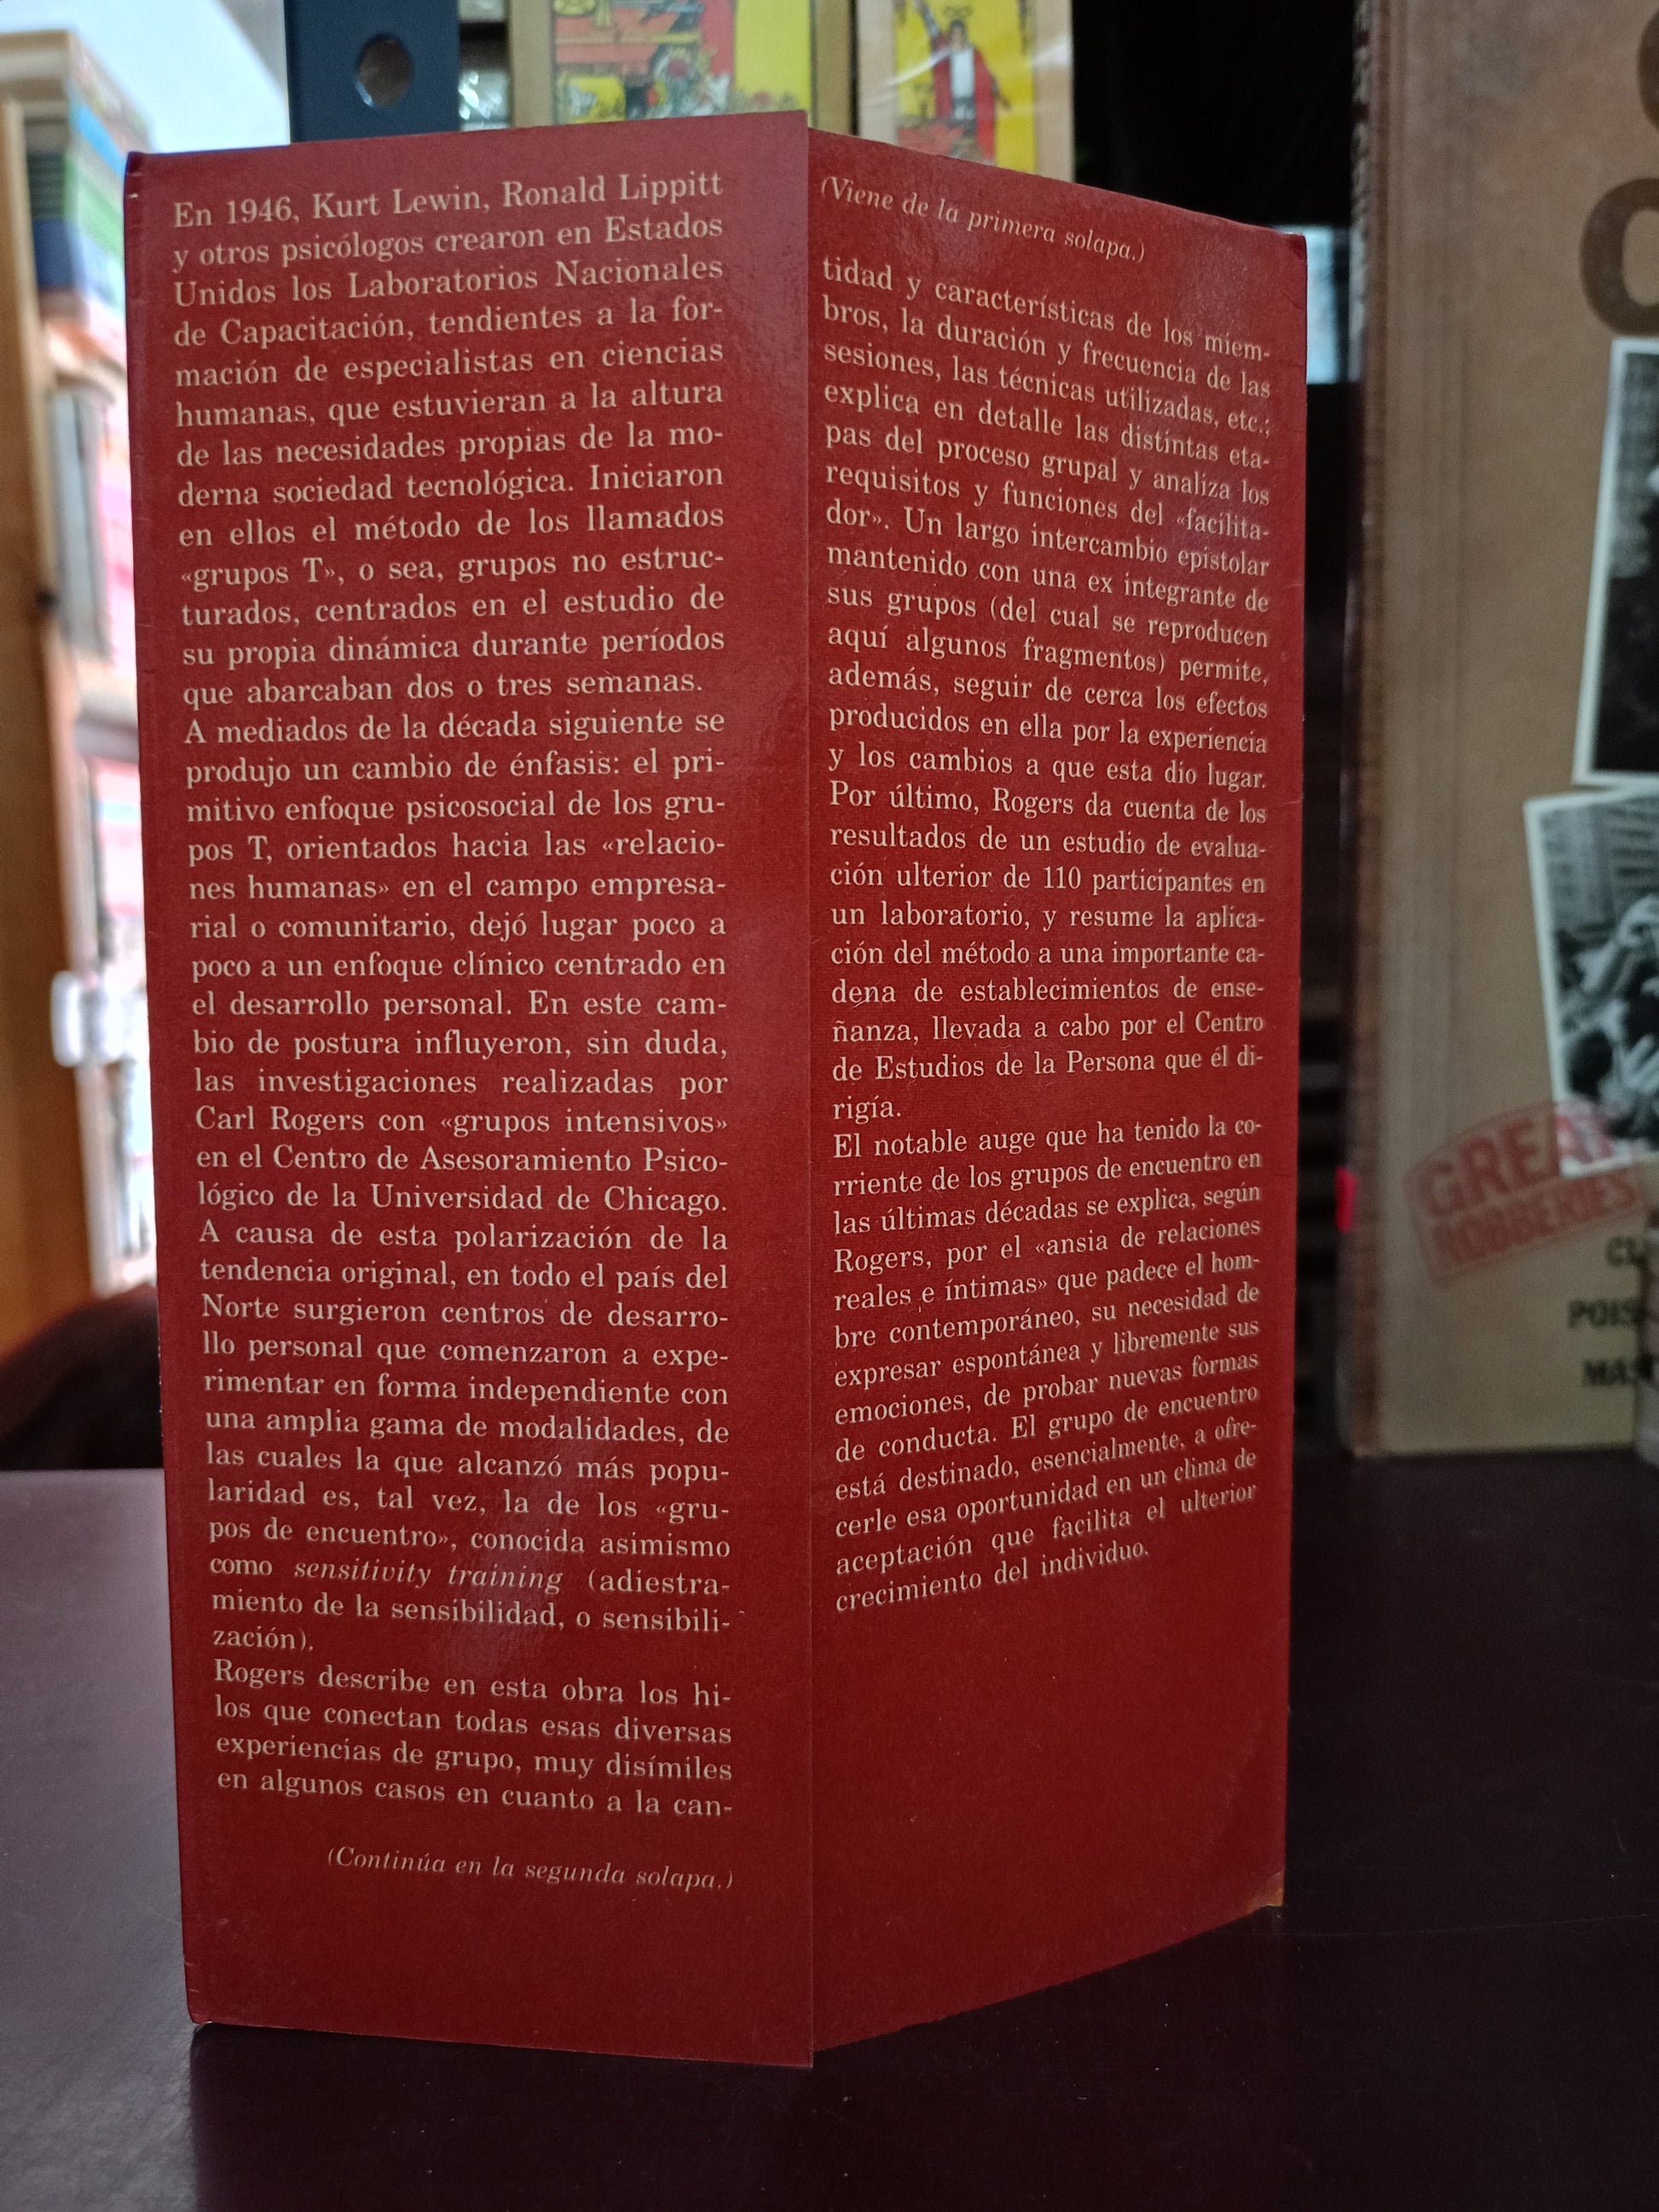 En 1946, Kurt Lewin, Ronald Lippitt
y otros psicólogos crearon en Estados
Unidos los Laboratorios Nacionales
de Capacitación, tendientes a la for-
mación de especialistas en ciencias
humanas, que estuvieran a la altura
de las necesidades propias de la mo-
derna sociedad tecnológica. Iniciaron
en ellos el método de los llamados
«grupos T», o sea, grupos no estruc-
turados, centrados en el estudio de
su propia dinámica durante períodos
que abarcaban dos o tres semanas.
A mediados de la década siguiente se
produjo un cambio de énfasis: el pri-
mitivo enfoque psicosocial de los gru-
pos T, orientados hacia las «relacio-
nes humanas» en el campo empresa-
rial o comunitario, dejó lugar poco a
poco a un enfoque clínico centrado en
el desarrollo personal. En este cam-
bio de postura influyeron, sin duda,
las investigaciones realizadas por
Carl Rogers con «grupos intensivos»
en el Centro de Asesoramiento Psico-
lógico de la Universidad de Chicago.
A causa de esta polarización de la
tendencia original, en todo el país del
Norte surgieron centros de desarro-
llo personal que comenzaron a expe-
rimentar en forma independiente con
una amplia gama de modalidades, de
las cuales la que alcanzó más popu-
laridad es, tal vez, la de los «gru-
pos de encuentro», conocida asimismo
como sensitivity training (adiestra-
miento de la sensibilidad, o sensibili-
zación).
Rogers describe en esta obra los hi-
los que conectan todas esas diversas
experiencias de grupo, muy disímiles
en algunos casos en cuanto a la can-
(Continúa en la segunda solapa.)
(Viene de la primera solapa.)
tidad y características de los miem-
bros, la duración y frecuencia de las
sesiones, las técnicas utilizadas, etc.;
explica en detalle las distintas eta-
pas del proceso grupal y analiza los
requisitos y funciones del «facilita-
dor». Un largo intercambio epistolar
mantenido con una ex integrante de
sus grupos (del cual se reproducen
aquí algunos fragmentos) permite,
además, seguir de cerca los efectos
producidos en ella por la experiencia
y los cambios a que esta dio lugar.
Por último, Rogers da cuenta de los
resultados de un estudio de evalua-
ción ulterior de 110 participantes en
un laboratorio, y resume la aplica-
ción del método a una importante ca-
dena de establecimientos de ense-
ñanza, llevada a cabo por el Centro
de Estudios de la Persona que él di-
rigía.
El notable auge que ha tenido la co-
rriente de los grupos de encuentro en
las últimas décadas se explica, según
Rogers, por el «ansia de relaciones
reales e íntimas» que padece el hom-
bre contemporáneo, su necesidad de
expresar espontánea y libremente sus
emociones, de probar nuevas formas
de conducta. El grupo de encuentro
está destinado, esencialmente, a ofre-
cerle esa oportunidad en un clima de
aceptación que facilita el ulterior
crecimiento del individuo.
GREAT
ROBBERIES